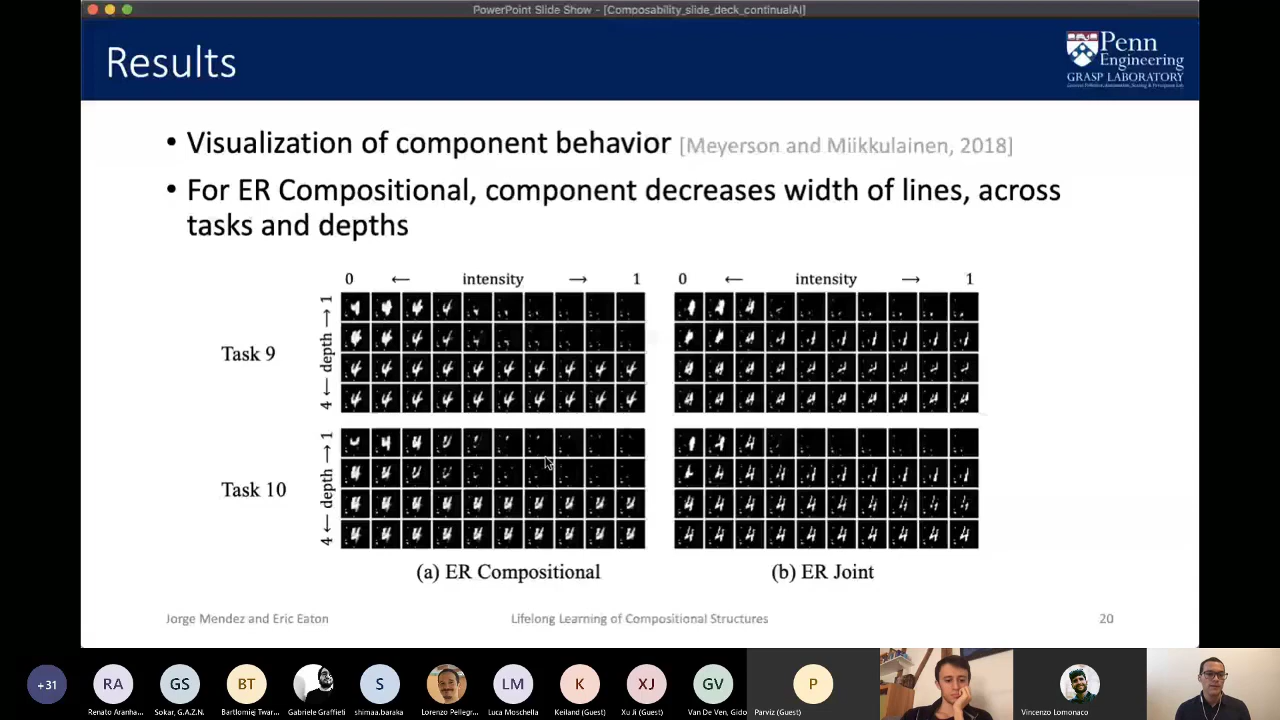 PowerPoint Slide Show - [Composability_slide_deck_continualAI]
Results
Penn
Engineering
GRASP LABORATORY
• Visualization of component behavior [Meyerson and Miikkulainen, 2018]
• For ER Compositional, component decreases width of lines, across
tasks and depths
0 ← intensity → 1
0 ← intensity → 1
Task 9
4 ← depth → 1
Task 10
4 ← depth → 1
(a) ER Compositional
(b) ER Joint
Jorge Mendez and Eric Eaton
Lifelong Learning of Compositional Structures
20
+31
RA
GS
BT
S
LM
K
XJ
GV
P
Renato Aranha...
Sokar, G.A.Z.N.
Bartłomiej Twar...
Gabriele Graffieti
shimaa.baraka
Lorenzo Pellegr...
Luca Moschella
Keiland (Guest)
Xu Ji (Guest)
Van De Ven, Gido
Parviz (Guest)
Vincenzo Lomonaco